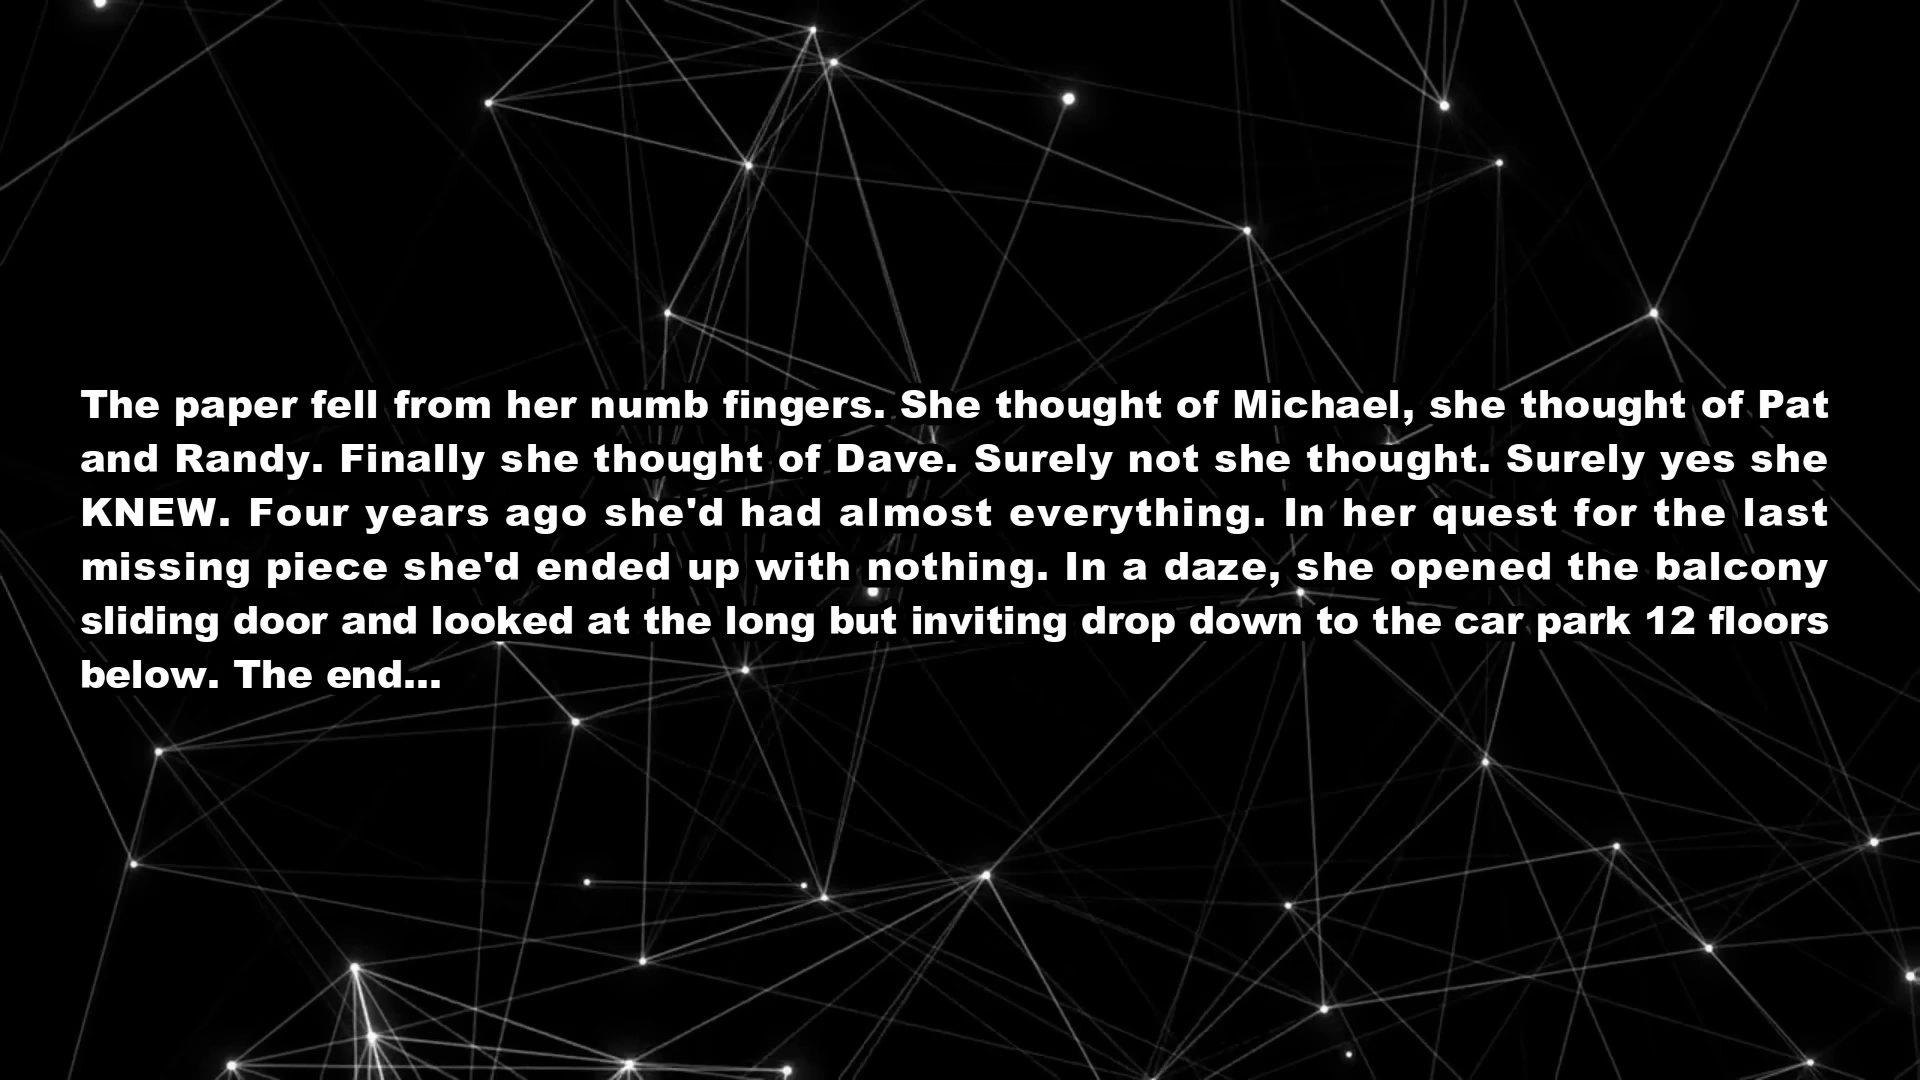 The paper fell from her numb fingers. She thought of Michael, she thought of Pat
and Randy. Finally she thought of Dave. Surely not she thought. Surely yes she
KNEW. Four years ago she'd had almost everything. In her quest for the last
missing piece she'd ended up with nothing. In a daze, she opened the balcony
sliding door and looked at the long but inviting drop down to the car park 12 floors
below. The end...